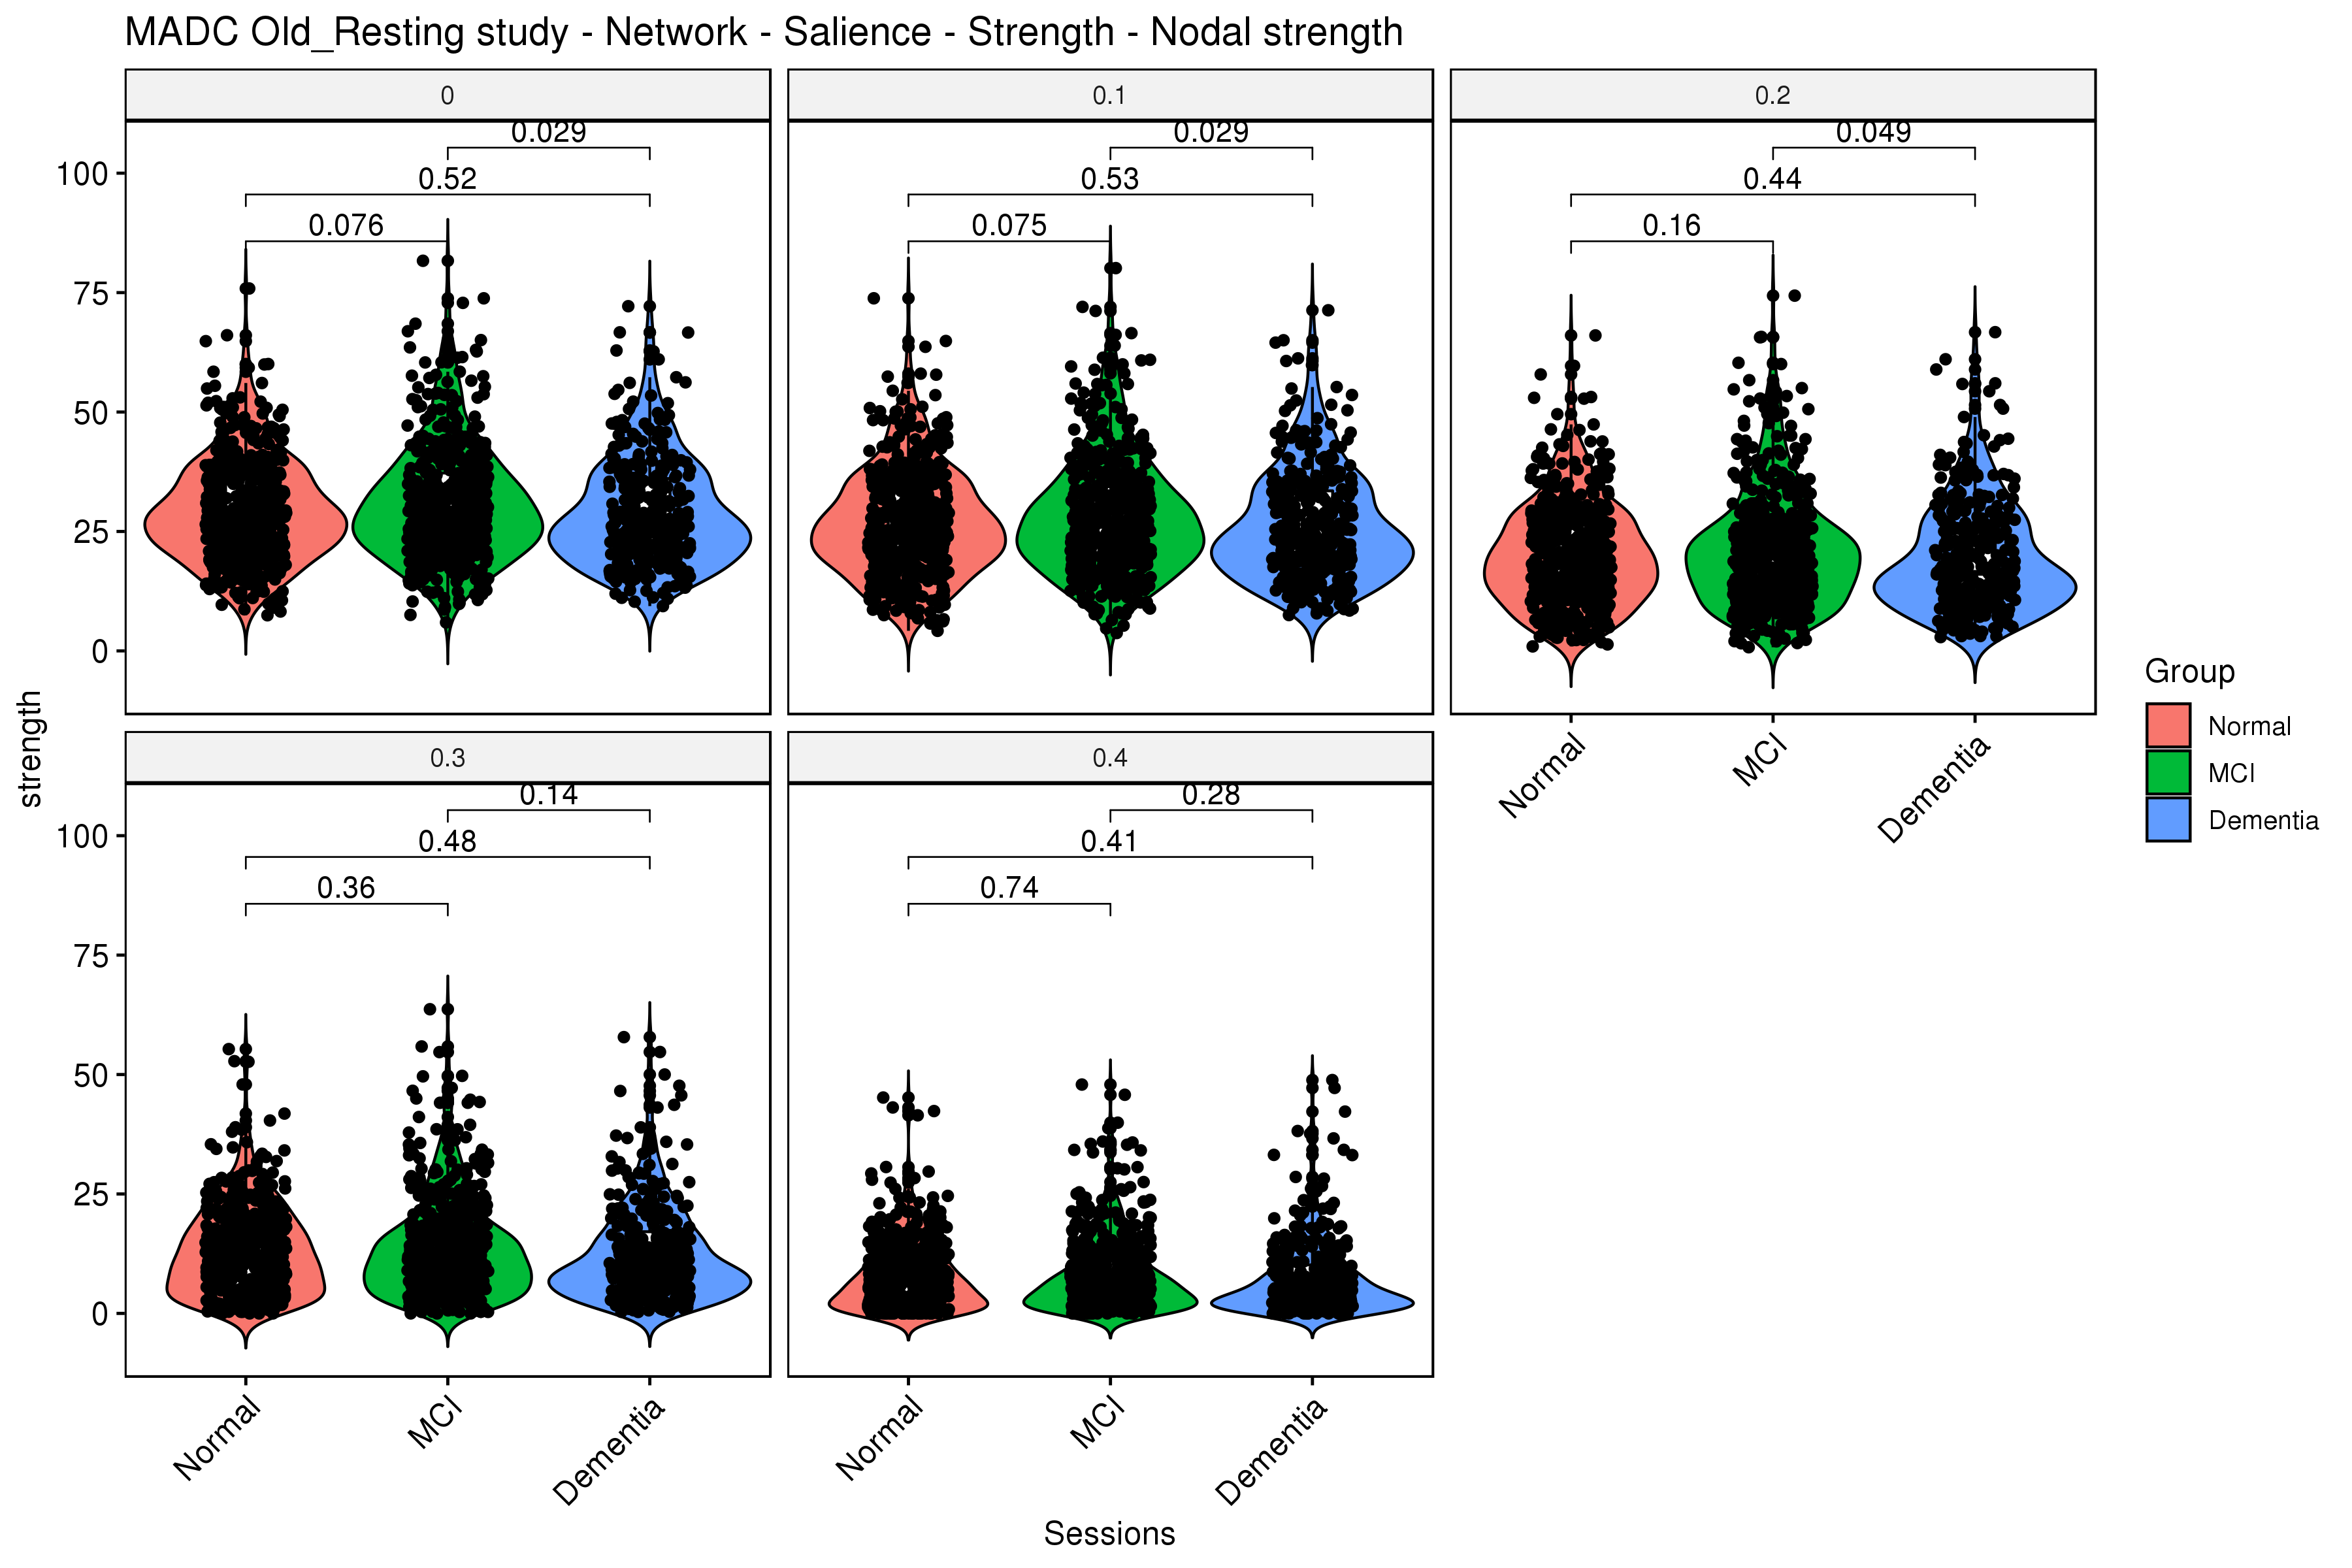 MADC Old_Resting study - Network - Salience - Strength - Nodal strength
0
0.1
0.2
0.029
0.52
0.076
0.029
0.53
0.075
0.049
0.44
0.16
100
75
50
25
0
strength
Normal
MCI
Dementia
Group
Normal
MCI
Dementia
0.3
0.4
0.14
0.48
0.36
0.28
0.41
0.74
100
75
50
25
0
Normal
MCI
Dementia
Normal
MCI
Dementia
Sessions